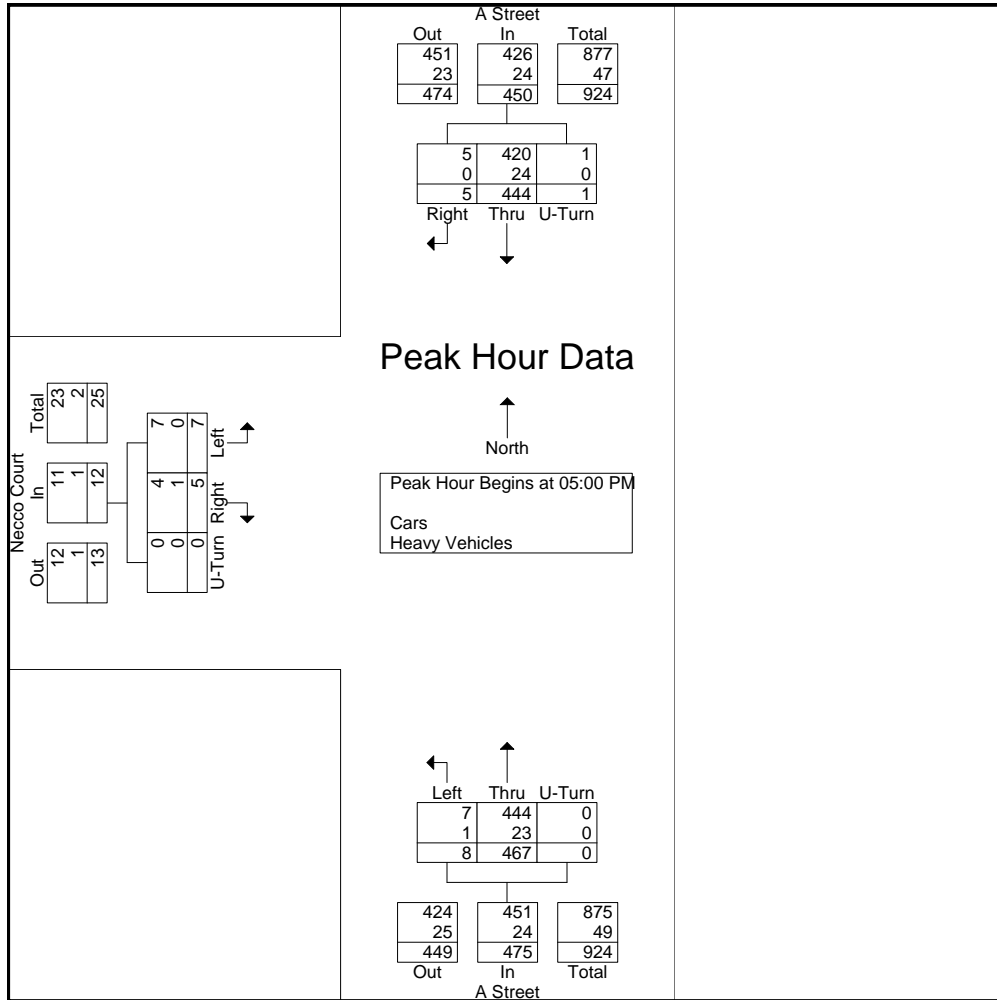 A Street
Out In Total
451 426 877
23 24 47
474 450 924
5 420 1
0 24 0
5 444 1
Right Thru U-Turn
Peak Hour Data
North
Peak Hour Begins at 05:00 PM
Cars
Heavy Vehicles
Necco Court
Out In Total
12 11 23
1 1 2
13 12 25
0 4 7
0 1 0
0 5 7
U-Turn Right Left
Left Thru U-Turn
7 444 0
1 23 0
8 467 0
424 451 875
25 24 49
449 475 924
Out In Total
A Street